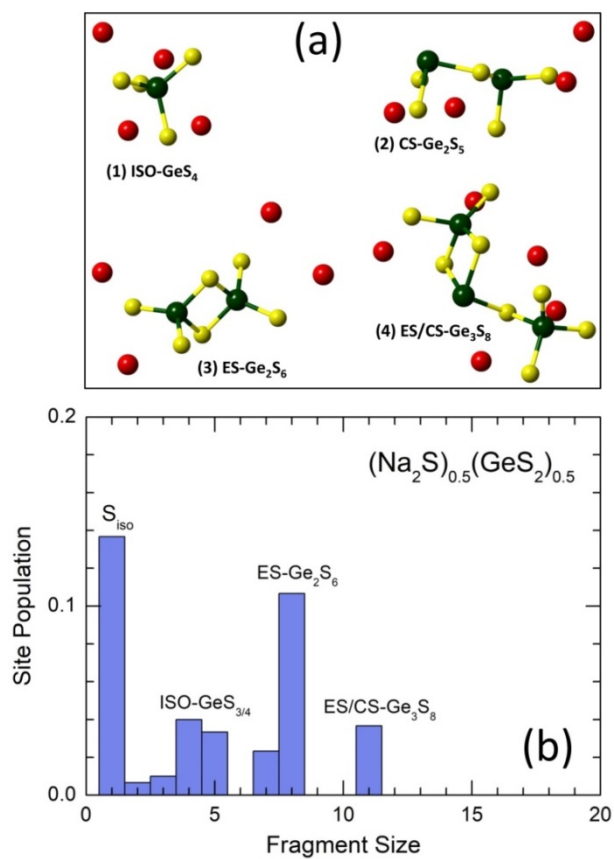 (a)
(1) ISO-GeS₄
(2) CS-Ge₂S₅
(3) ES-Ge₂S₆
(4) ES/CS-Ge₃S₈
0.2
(Na₂S)₀.₅(GeS₂)₀.₅
S_iso
ES-Ge₂S₆
0.1
Site Population
ISO-GeS₃/₄
ES/CS-Ge₃S₈
(b)
0.0
0 5 10 15 20
Fragment Size